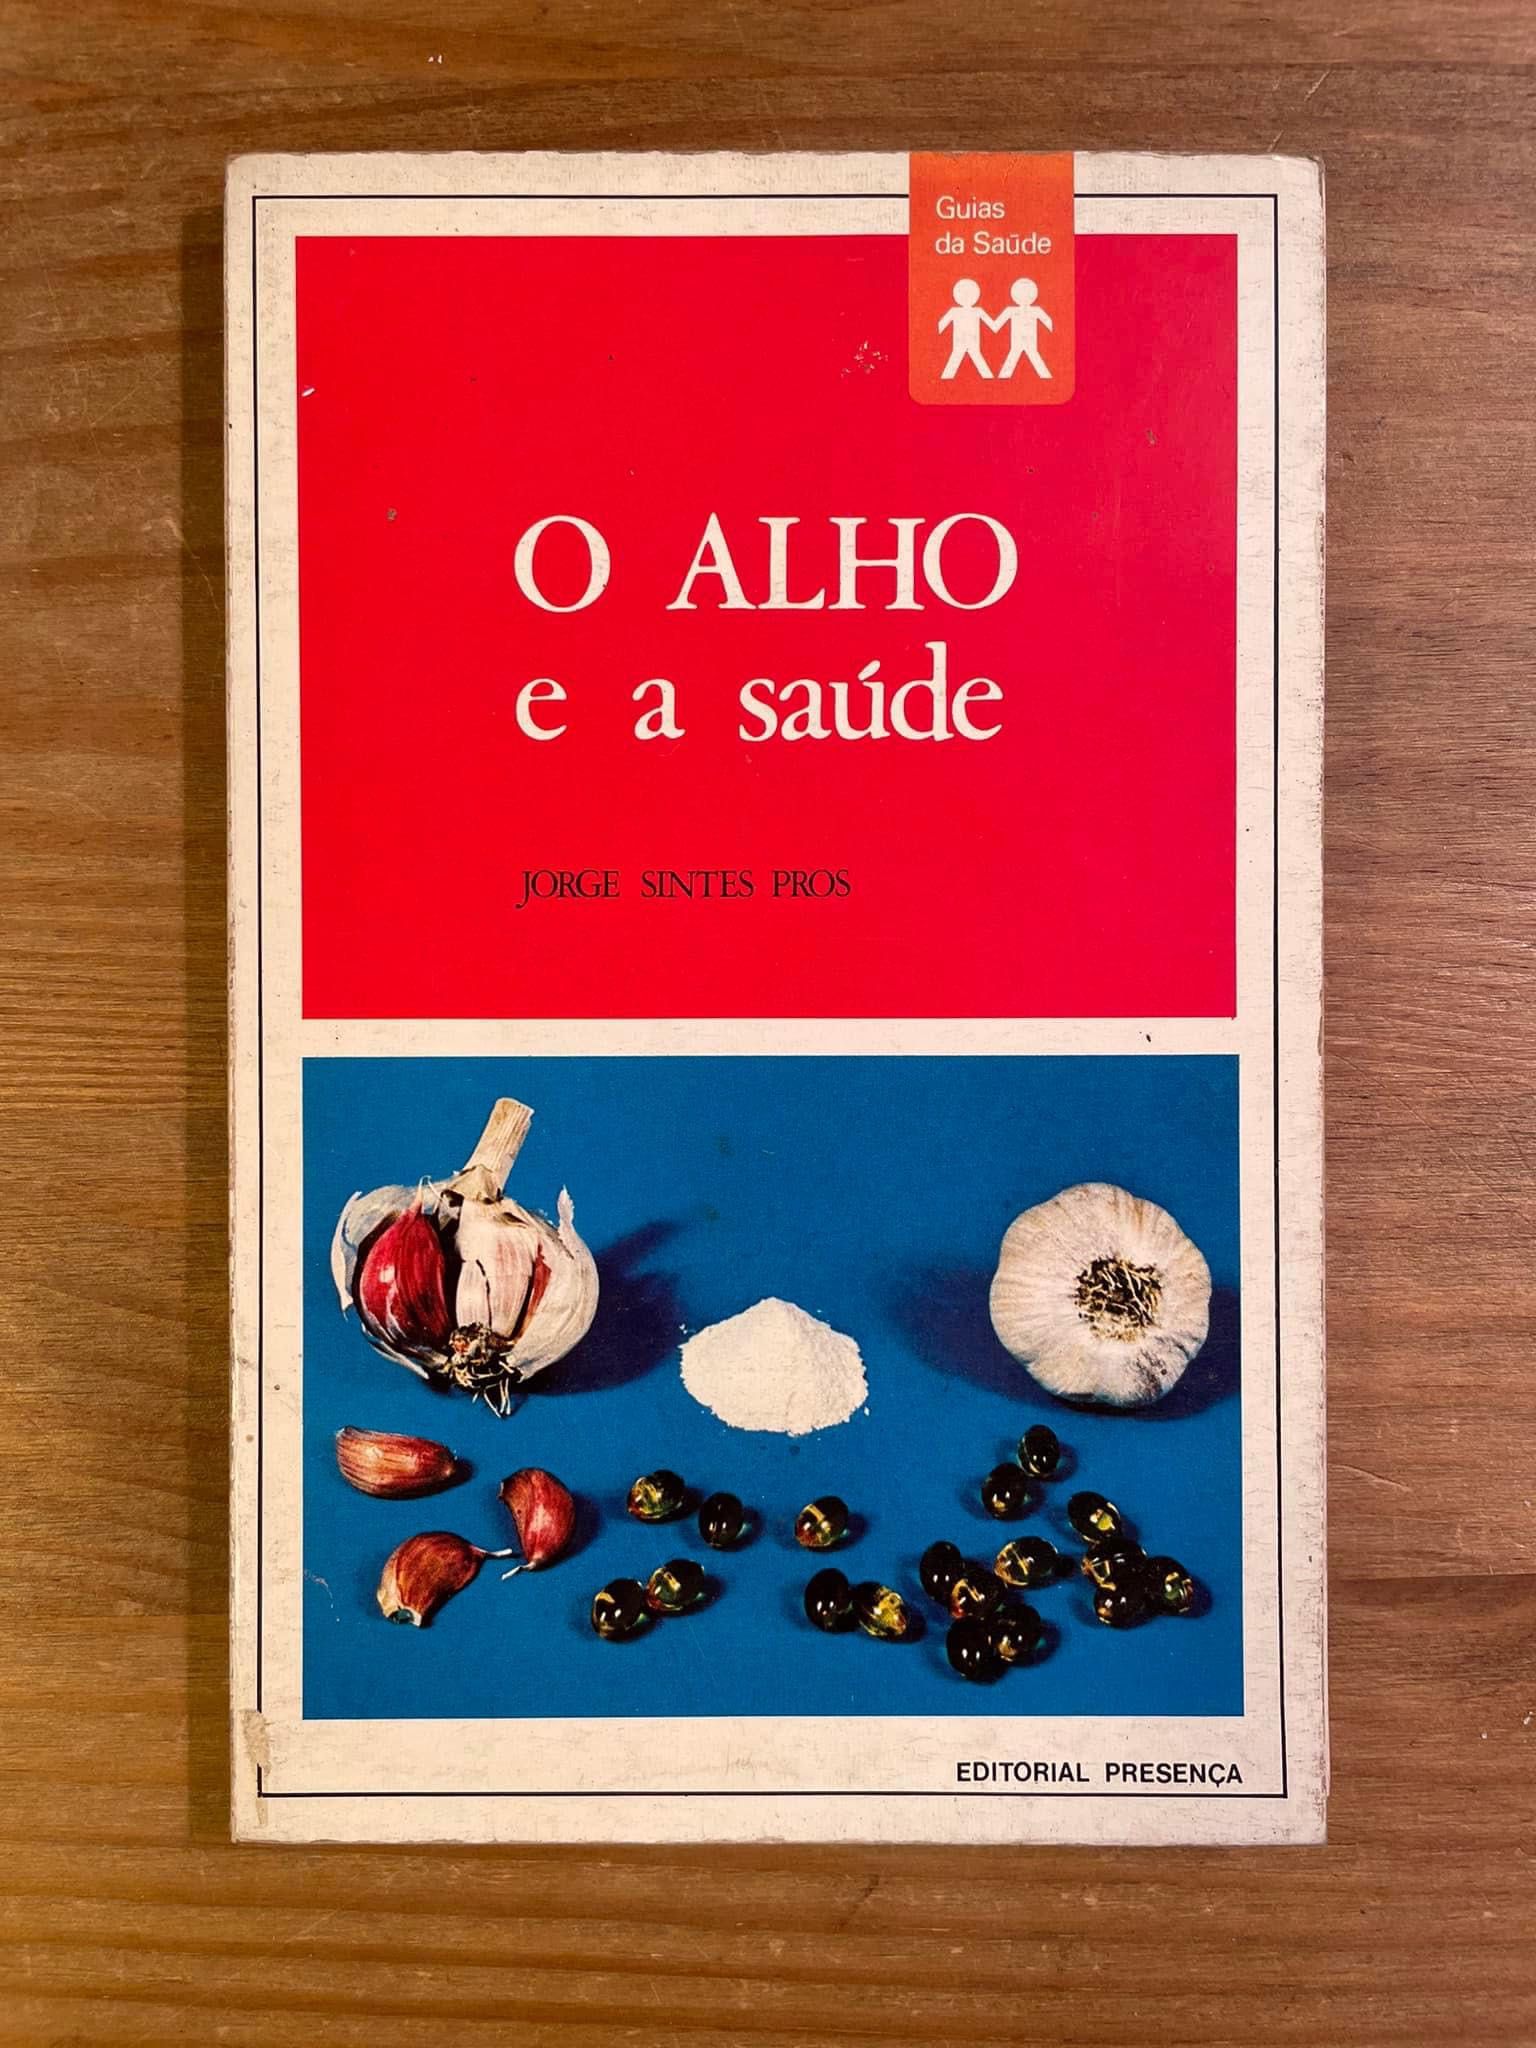 Guias
da Saúde
O ALHO
e a saúde
JORGE SINTES PROS
EDITORIAL PRESENÇA